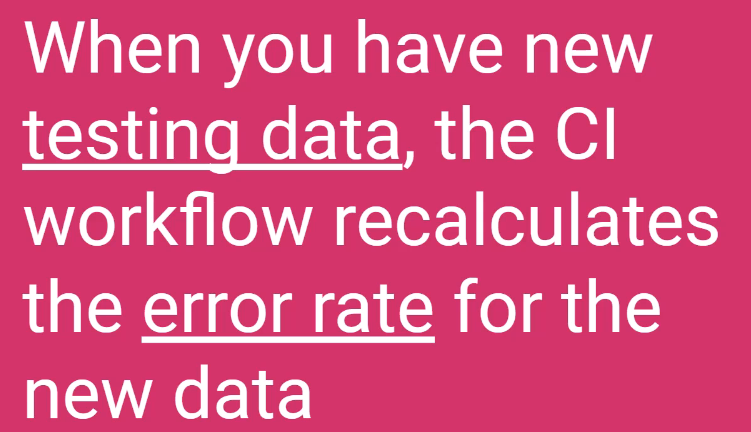 When you have new
testing data, the CI
workflow recalculates
the error rate for the
new data